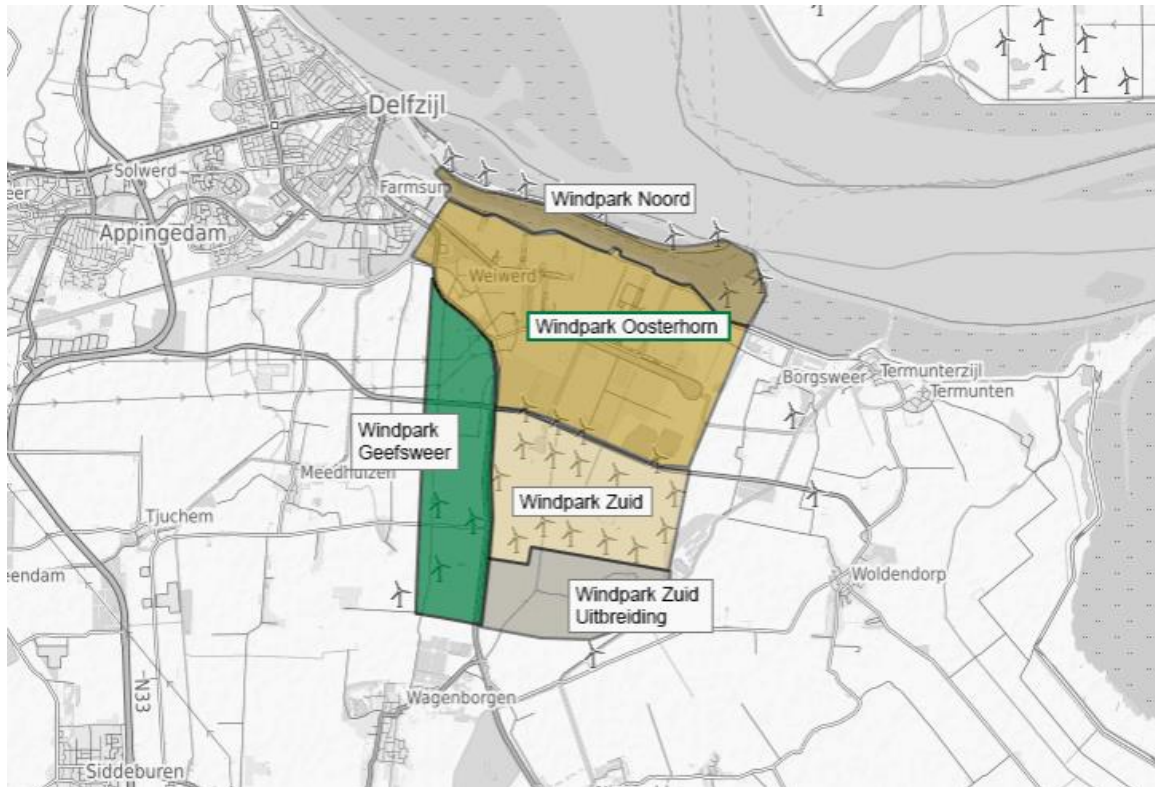 Delfzijl
Solwerd
Farmsum
Windpark Noord
Appingedam
Weiwerd
Windpark Oosterhorn
Borgsweer
Termunterzijl
Termunten
Windpark
Geefsweer
Meedhuizen
Windpark Zuid
Tjuchem
eendam
Woldendorp
Windpark Zuid
Uitbreiding
Wagenborgen
N33
Siddeburen